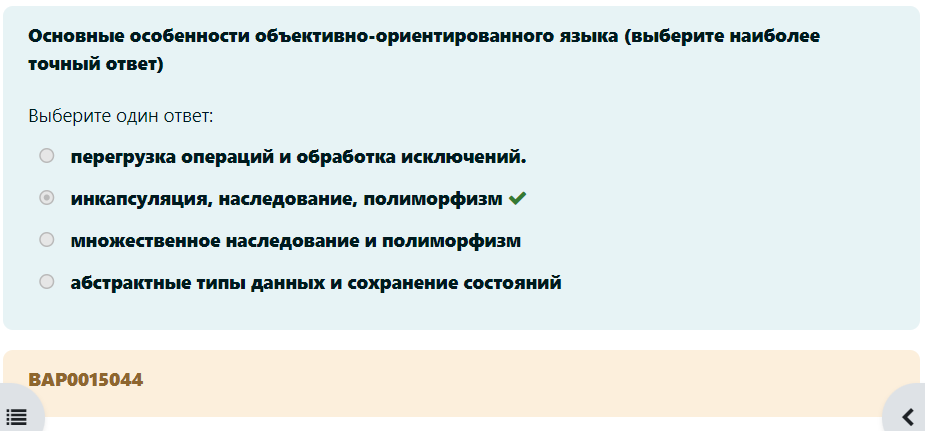 Основные особенности объективно-ориентированного языка (выберите наиболее
точный ответ)
Выберите один ответ:
перегрузка операций и обработка исключений.
инкапсуляция, наследование, полиморфизм
множественное наследование и полиморфизм
абстрактные типы данных и сохранение состояний
BAP0015044